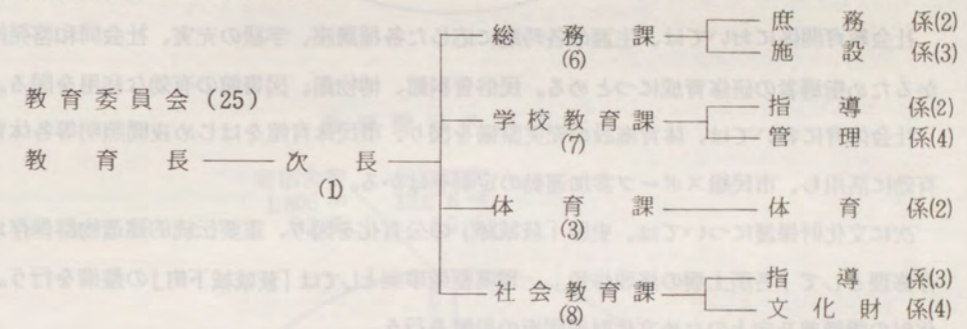 教育委員会 (25)
教育長 次長
(1)
総務課
(6)
庶務係(2)
施設係(3)
学校教育課
(7)
指導係(2)
管理係(4)
体育課
(3)
体育係(2)
社会教育課
(8)
指導係(3)
文化財係(4)